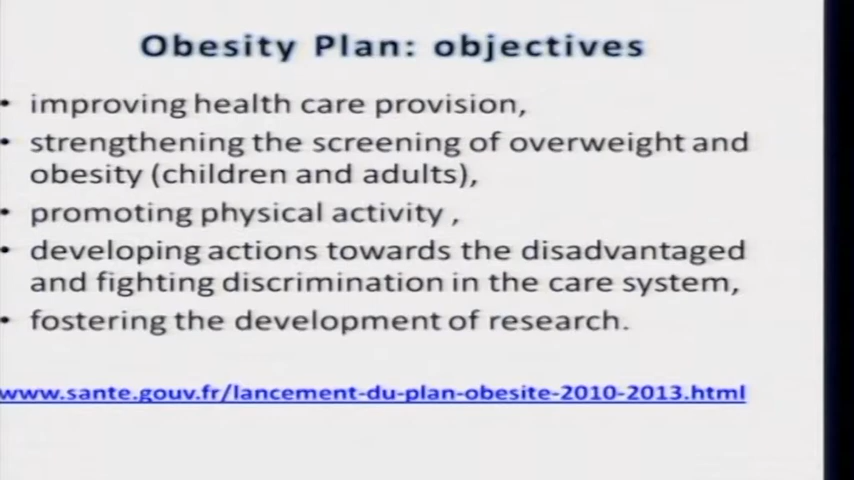 Obesity Plan: objectives
• improving health care provision,
• strengthening the screening of overweight and
obesity (children and adults),
• promoting physical activity ,
• developing actions towards the disadvantaged
and fighting discrimination in the care system,
• fostering the development of research.
www.sante.gouv.fr/lancement-du-plan-obesite-2010-2013.html